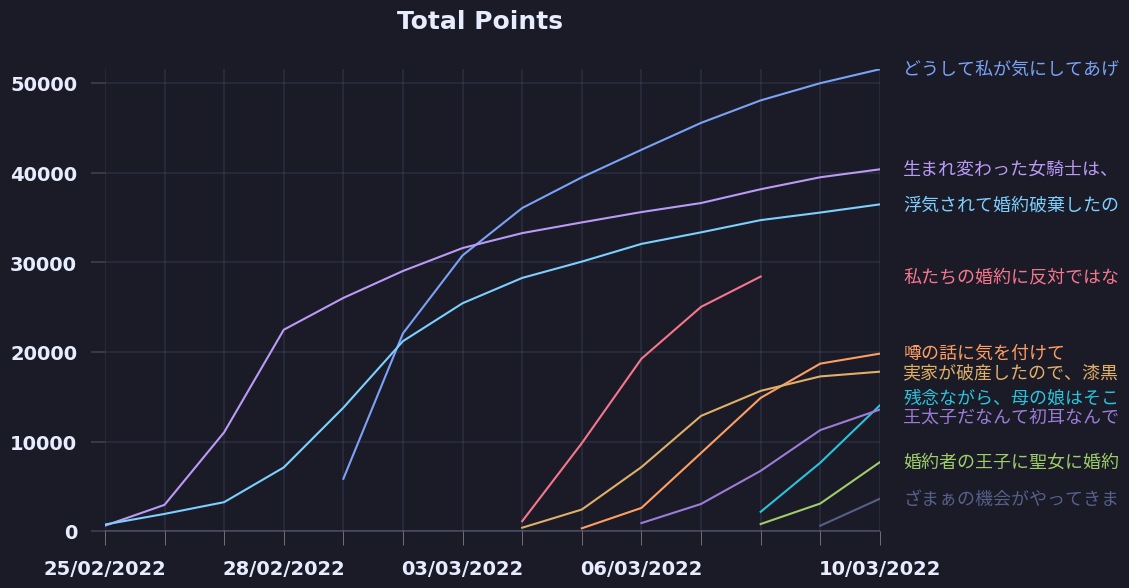 Total Points
50000
40000
30000
20000
10000
0
25/02/2022
28/02/2022
03/03/2022
06/03/2022
10/03/2022
どうして私が気にしてあげ
生まれ変わった女騎士は、
浮気されて婚約破棄したの
私たちの婚約に反対ではな
噂の話に気を付けて
実家が破産したので、漆黒
残念ながら、母の娘はそこ
王太子だなんて初耳なんで
婚約者の王子に聖女に婚約
ざまぁの機会がやってきま